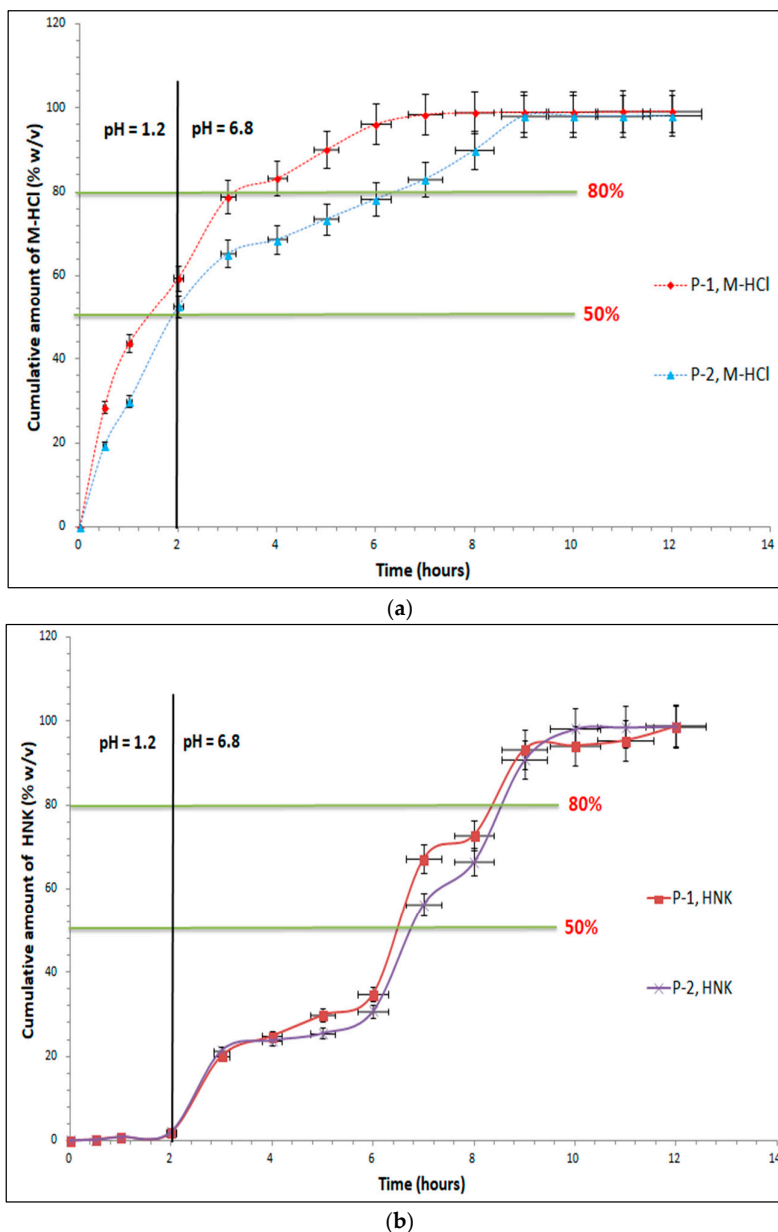 120
100
80
60
40
20
0
Cumulative amount of M-HCl (% w/v)
pH = 1.2
pH = 6.8
80%
50%
P-1, M-HCl
P-2, M-HCl
0
2
4
6
8
10
12
14
Time (hours)
(a)
120
100
80
60
40
20
0
Cumulative amount of HNK (% w/v)
pH = 1.2
pH = 6.8
80%
50%
P-1, HNK
P-2, HNK
0
2
4
6
8
10
12
14
Time (hours)
(b)